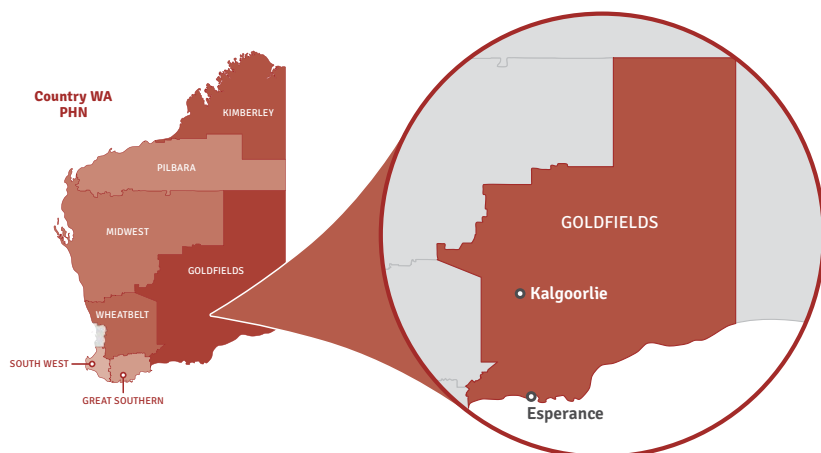 Country WA
PHN
KIMBERLEY
PILBARA
MIDWEST
GOLDFIELDS
WHEATBELT
SOUTH WEST
GREAT SOUTHERN
GOLDFIELDS
Kalgoorlie
Esperance